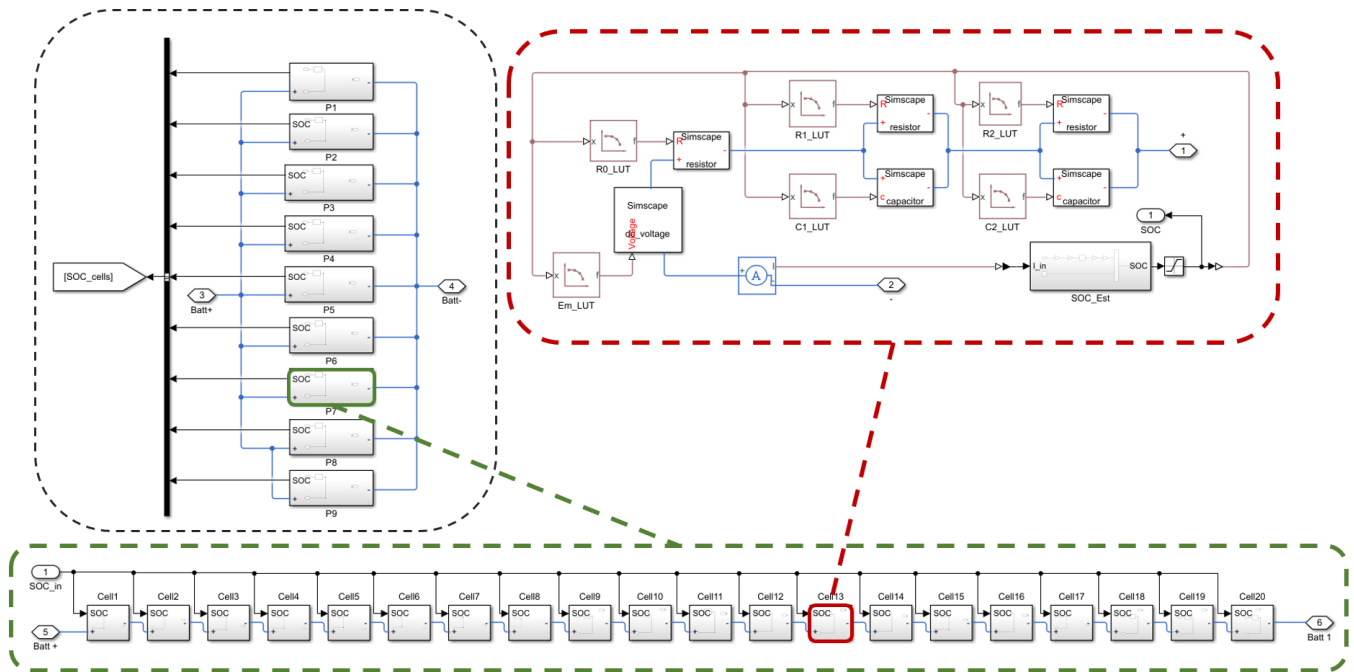 P1
SOC
+
-
P2
SOC
+
-
P3
SOC
+
-
P4
SOC
+
-
P5
SOC
+
-
P6
SOC
+
-
P7
SOC
+
-
P8
SOC
+
-
P9
[SOC_cells]
3
Batt+
4
Batt-
x f
R0_LUT
Simscape
R
+
-
resistor
x f
R1_LUT
Simscape
R
+
-
resistor
x f
R2_LUT
Simscape
R
+
-
resistor
+
1
Simscape
Voltage
dc_voltage
x f
C1_LUT
Simscape
+
-
c
capacitor
x f
C2_LUT
Simscape
+
-
c
capacitor
1
SOC
x f
Em_LUT
+
A
I
2
-
I_in
SOC
SOC_Est
1
SOC_in
Cell1 Cell2 Cell3 Cell4 Cell5 Cell6 Cell7 Cell8 Cell9 Cell10 Cell11 Cell12 Cell13 Cell14 Cell15 Cell16 Cell17 Cell18 Cell19 Cell20
SOC SOC SOC SOC SOC SOC SOC SOC SOC SOC SOC SOC SOC SOC SOC SOC SOC SOC SOC SOC
+ - + - + - + - + - + - + - + - + - + - + - + - + - + - + - + - + - + - + - + -
5
Batt +
6
Batt 1